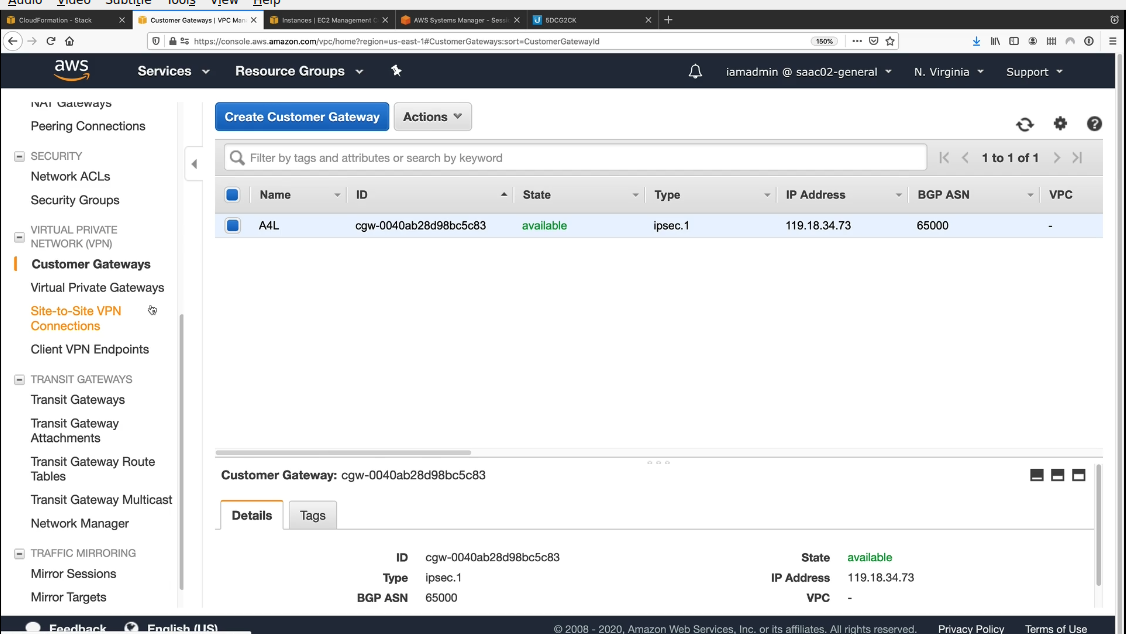 Audio Video Subtitle Tools View Help
CloudFormation - Stack
Customer Gateways | VPC Man
Instances | EC2 Management C
AWS Systems Manager - Sessi
5DCG2CK
https://console.aws.amazon.com/vpc/home?region=us-east-1#CustomerGateways:sort=CustomerGatewayId
150%
aws
Services
Resource Groups
iamadmin @ saac02-general
N. Virginia
Support
NAT Gateways
Peering Connections
SECURITY
Network ACLs
Security Groups
VIRTUAL PRIVATE
NETWORK (VPN)
Customer Gateways
Virtual Private Gateways
Site-to-Site VPN
Connections
Client VPN Endpoints
TRANSIT GATEWAYS
Transit Gateways
Transit Gateway
Attachments
Transit Gateway Route
Tables
Transit Gateway Multicast
Network Manager
TRAFFIC MIRRORING
Mirror Sessions
Mirror Targets
Create Customer Gateway
Actions
Filter by tags and attributes or search by keyword
1 to 1 of 1
Name ID State Type IP Address BGP ASN VPC
A4L cgw-0040ab28d98bc5c83 available ipsec.1 119.18.34.73 65000 -
Customer Gateway: cgw-0040ab28d98bc5c83
Details
Tags
ID cgw-0040ab28d98bc5c83 State available
Type ipsec.1 IP Address 119.18.34.73
BGP ASN 65000 VPC -
Feedback
English (US)
© 2008 - 2020, Amazon Web Services, Inc. or its affiliates. All rights reserved.
Privacy Policy
Terms of Use